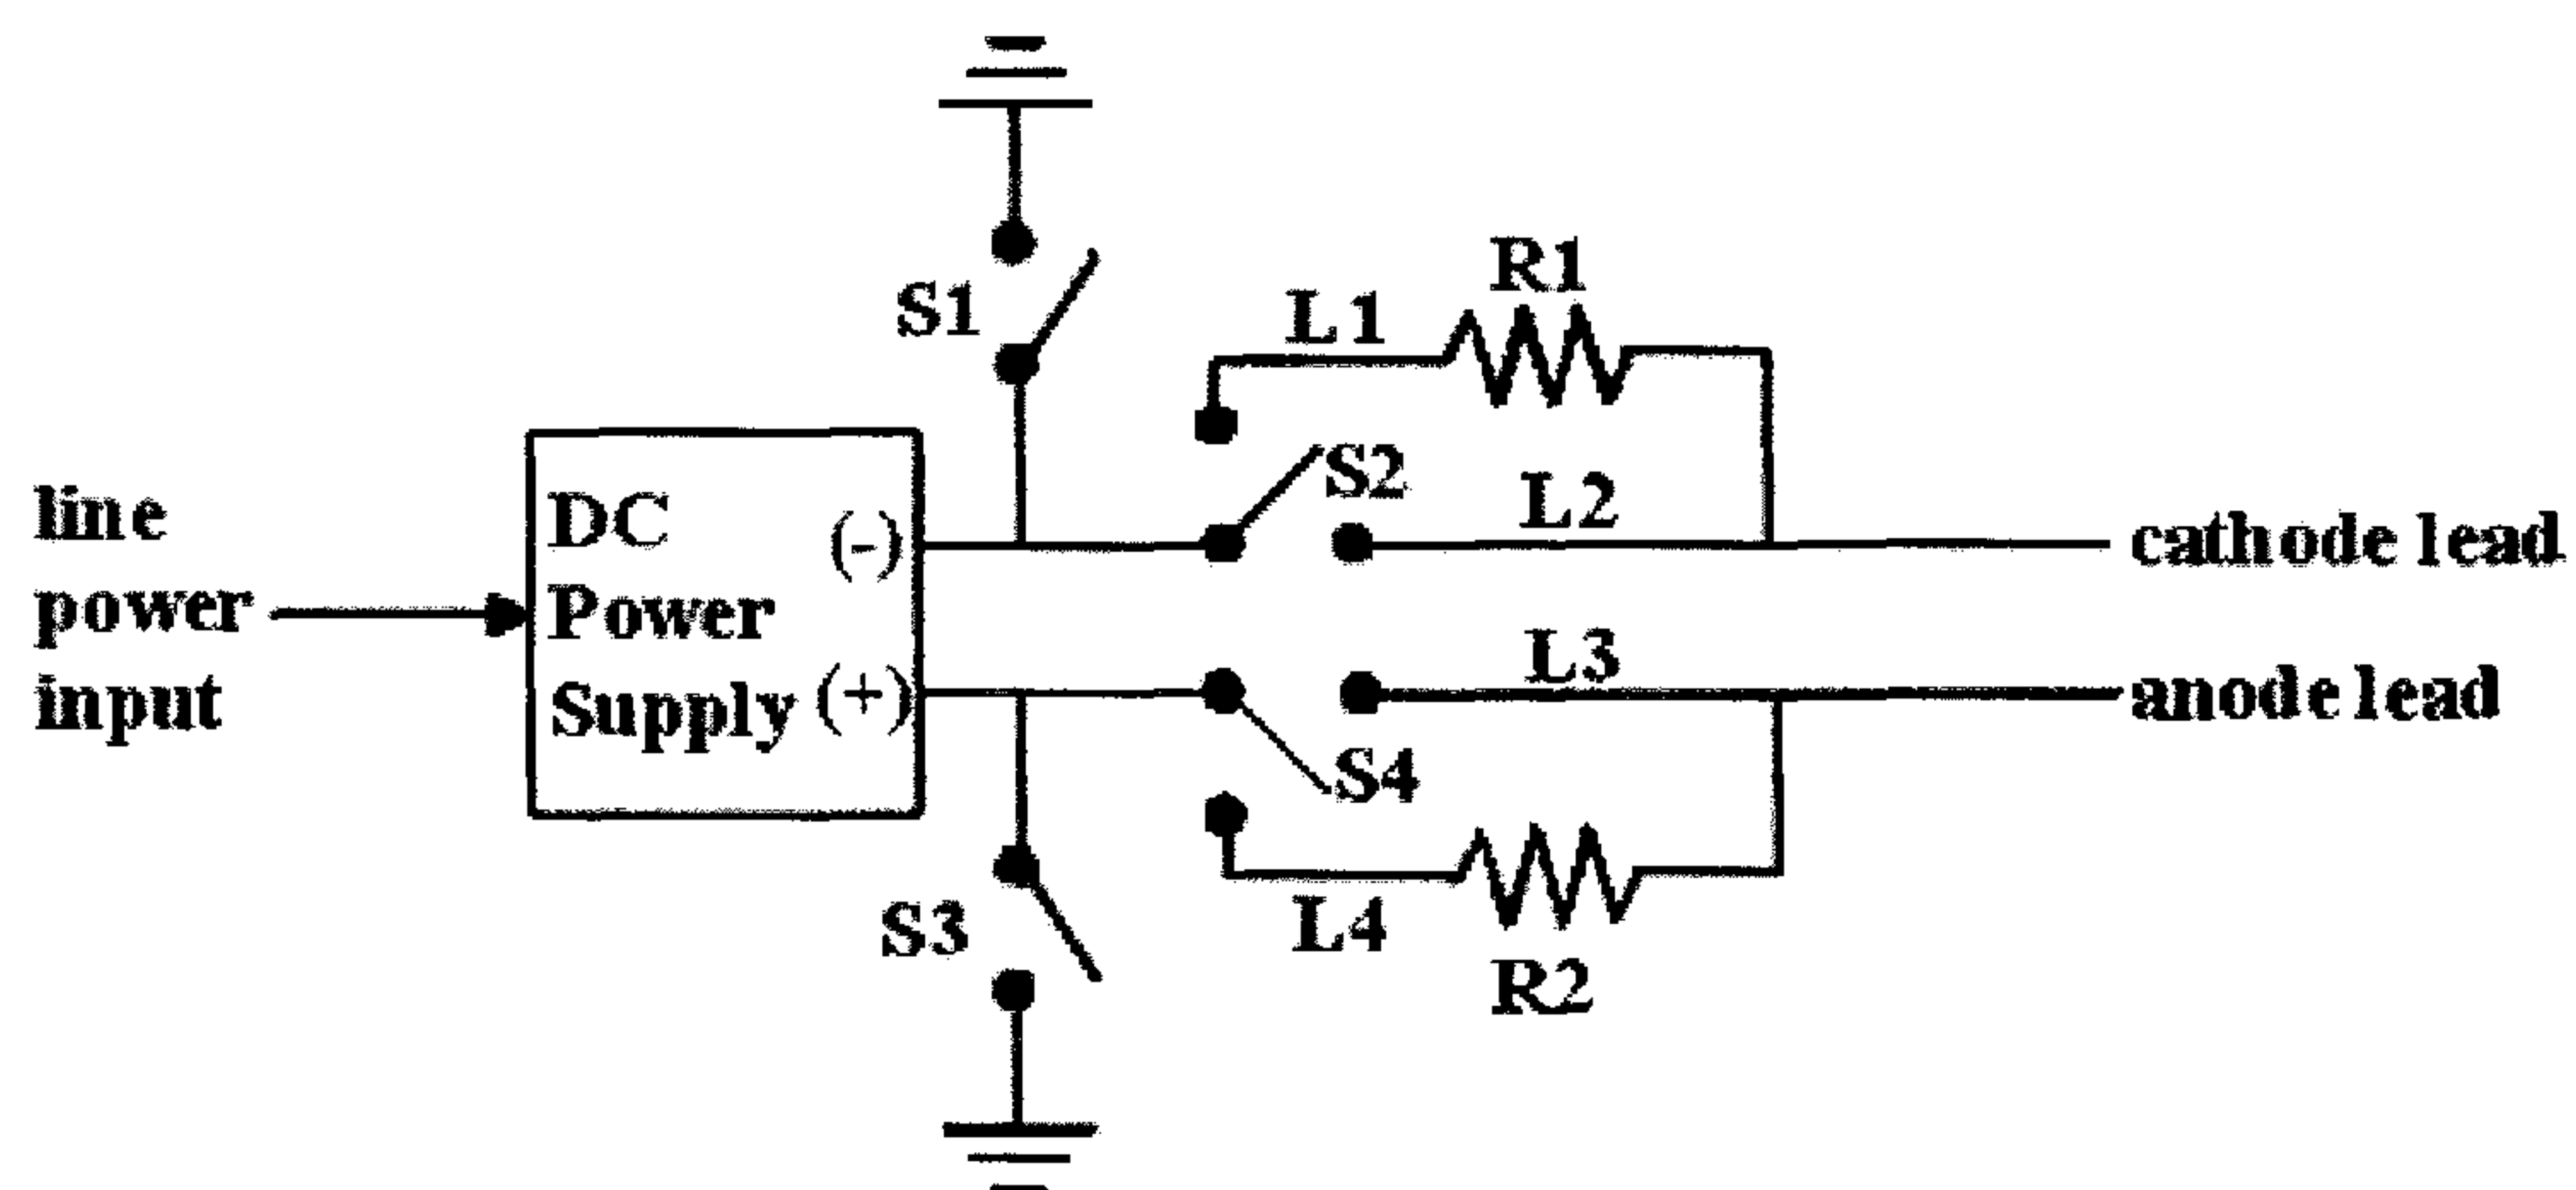 S1
R1
L1
S2
L2
line
power
input
DC
Power
Supply
(-)
(+)
cathode lead
L3
anode lead
S4
S3
L4
R2